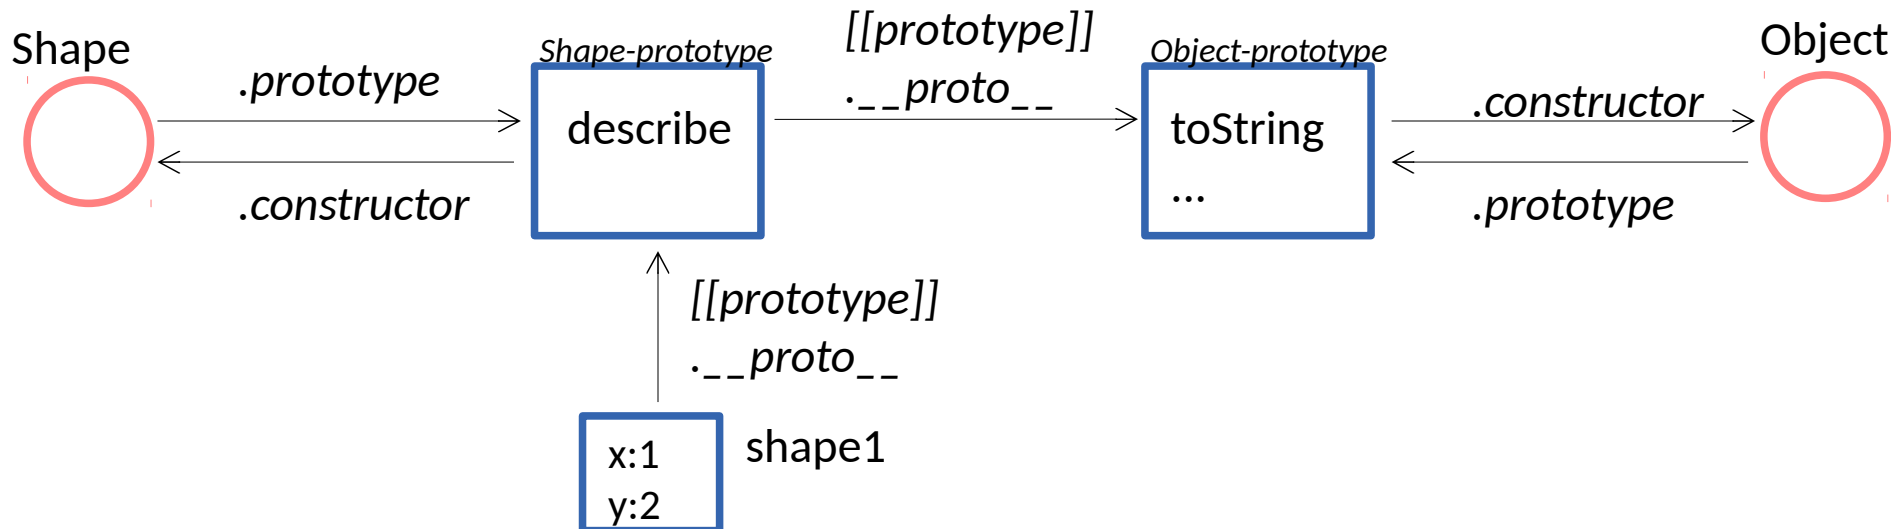 Shape
.prototype
.constructor
Shape-prototype
describe
[[prototype]]
.__proto__
Object-prototype
toString
...
.constructor
.prototype
Object
[[prototype]]
.__proto__
x:1
y:2
shape1